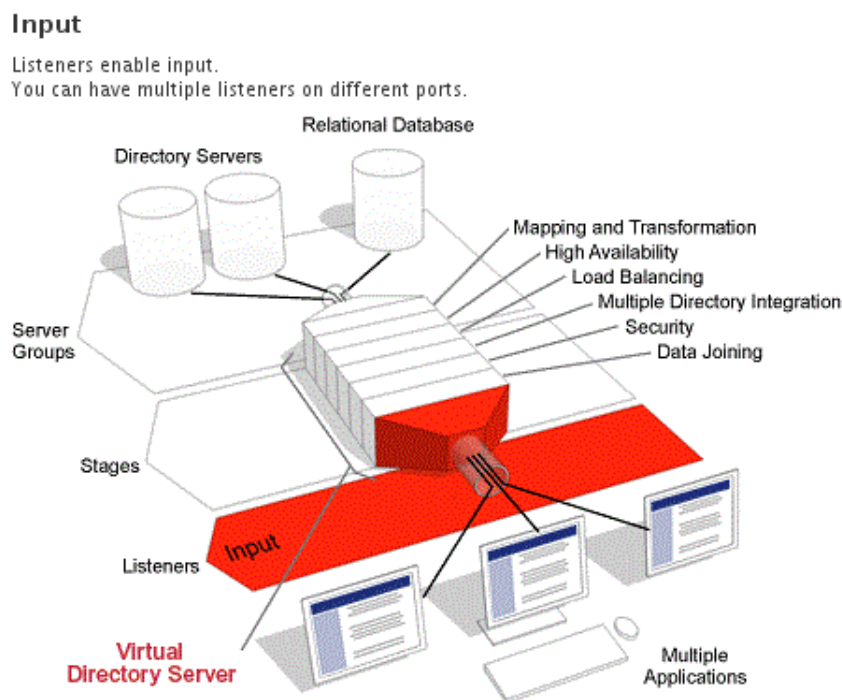 Input
Listeners enable input.
You can have multiple listeners on different ports.
Relational Database
Directory Servers
Mapping and Transformation
High Availability
Load Balancing
Multiple Directory Integration
Security
Data Joining
Server
Groups
Stages
Input
Listeners
Virtual
Directory Server
Multiple
Applications